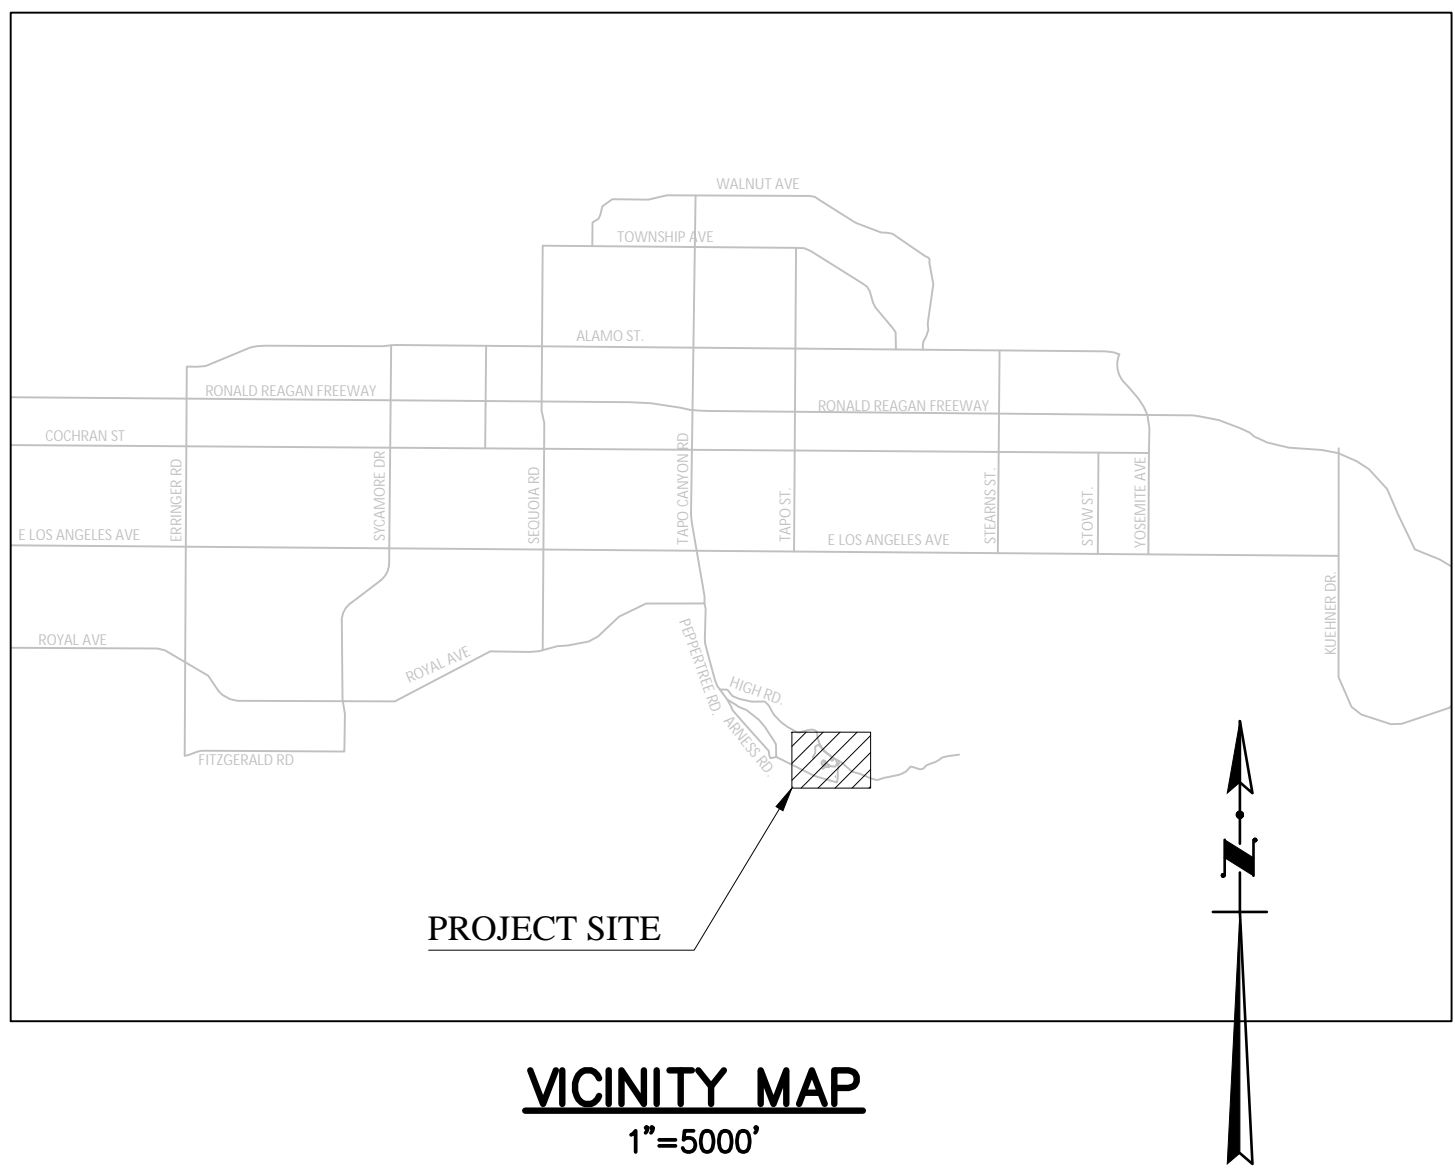 WALNUT AVE
TOWNSHIP AVE
ALAMO ST.
RONALD REAGAN FREEWAY
RONALD REAGAN FREEWAY
COCHRAN ST
ERRINGER RD
SYCAMORE DR
SEQUOIA RD
TAPO CANYON RD
TAPO ST.
STEARNS ST.
STOW ST.
YOSEMITE AVE
E LOS ANGELES AVE
E LOS ANGELES AVE
KUEHNER DR.
ROYAL AVE
ROYAL AVE
PEPPERTREE RD.
HIGH RD.
ARNESS RD.
FITZGERALD RD
PROJECT SITE
N
VICINITY MAP
1"=5000'